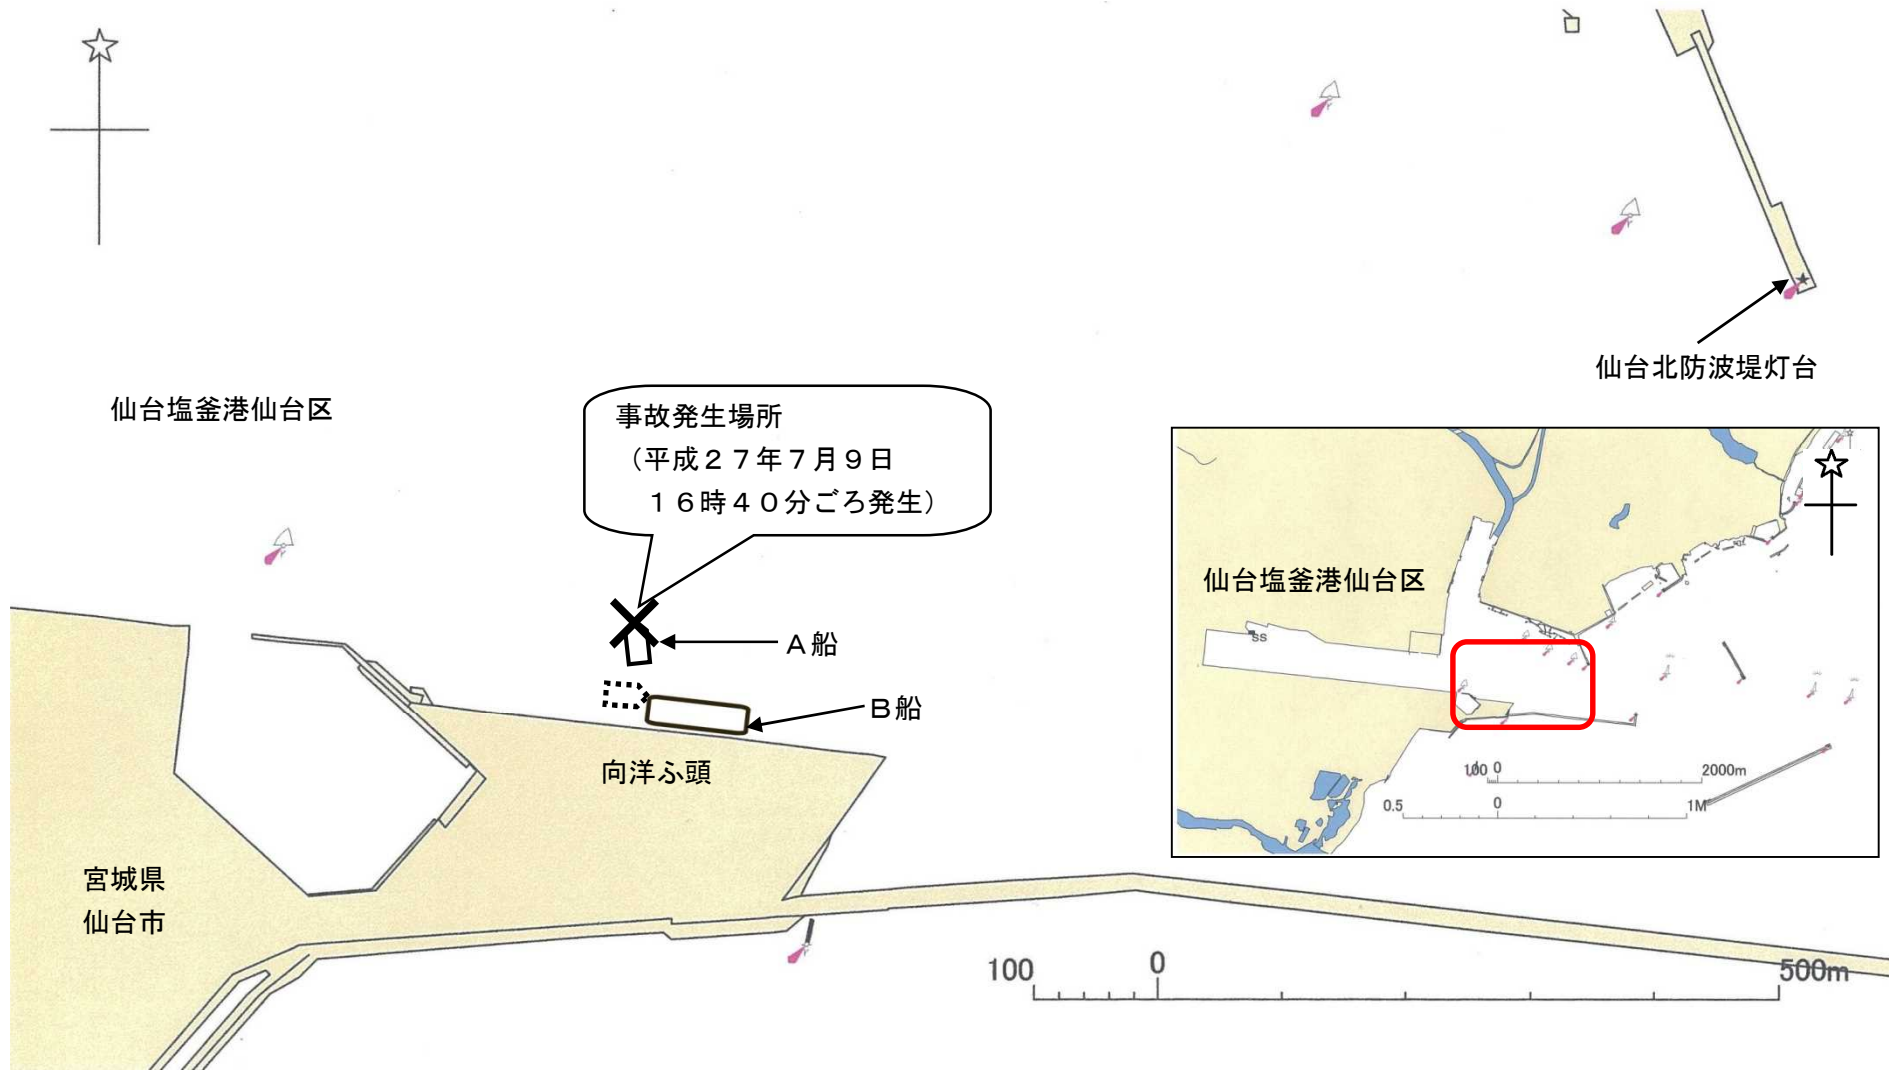 仙台北防波堤灯台
仙台塩釜港仙台区
事故発生場所
（平成２７年７月９日
１６時４０分ごろ発生）
Ａ船
Ｂ船
向洋ふ頭
宮城県
仙台市
100 0 500m
仙台塩釜港仙台区
SS
100 0 2000m
0.5 0 1M